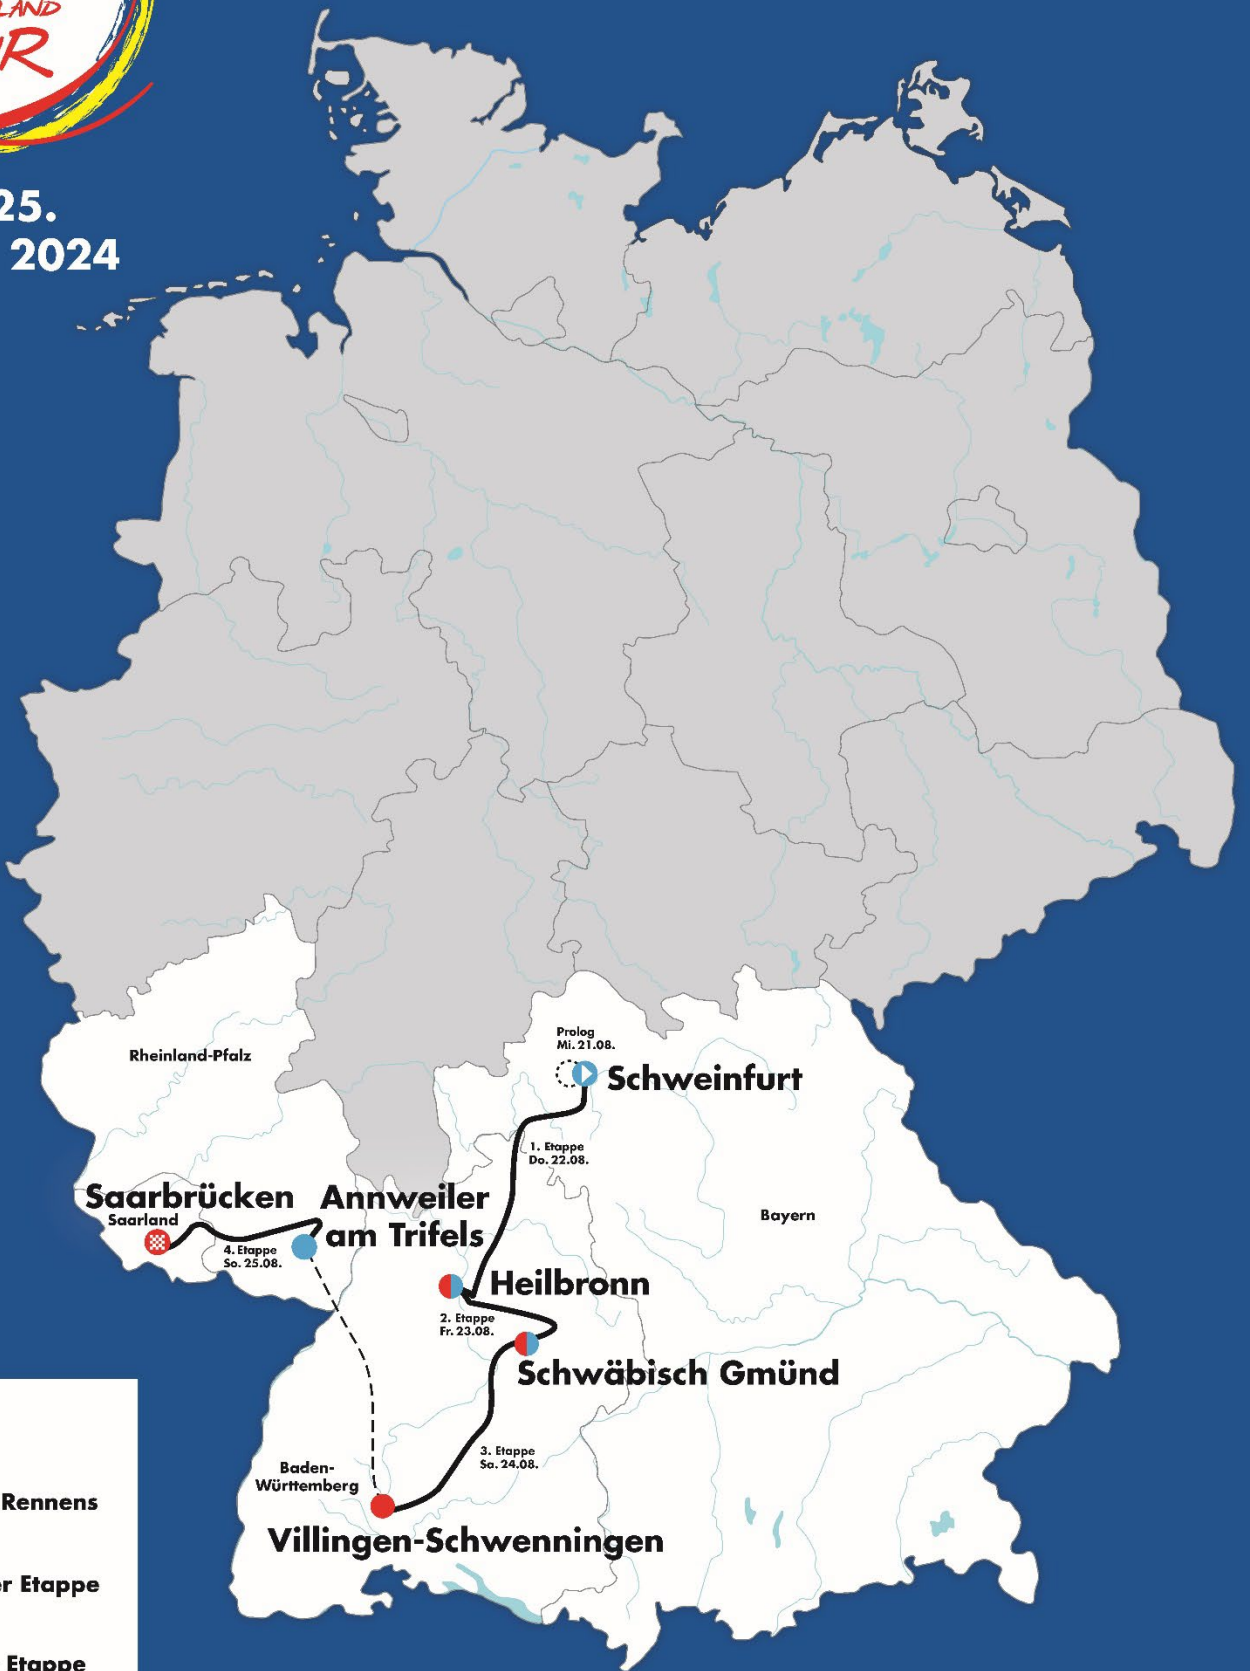 LAND
R
25.
2024
Prolog
Mi. 21.08.
Schweinfurt
Rheinland-Pfalz
1. Etappe
Do. 22.08.
Bayern
Saarbrücken
Saarland
Annweiler
am Trifels
4. Etappe
So. 25.08.
Heilbronn
2. Etappe
Fr. 23.08.
Schwäbisch Gmünd
3. Etappe
Sa. 24.08.
Baden-
Württemberg
Villingen-Schwenningen
Rennens
r Etappe
Etappe